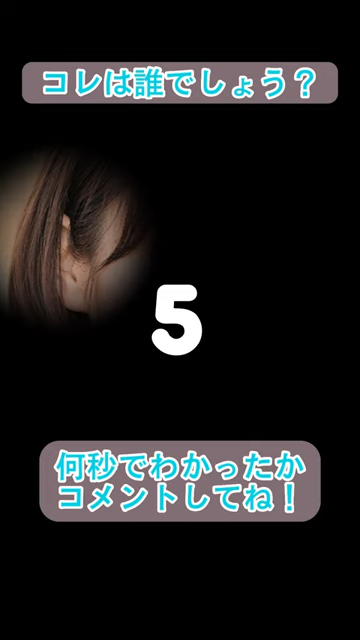 コレは誰でしょう？
5
何秒でわかったか
コメントしてね！